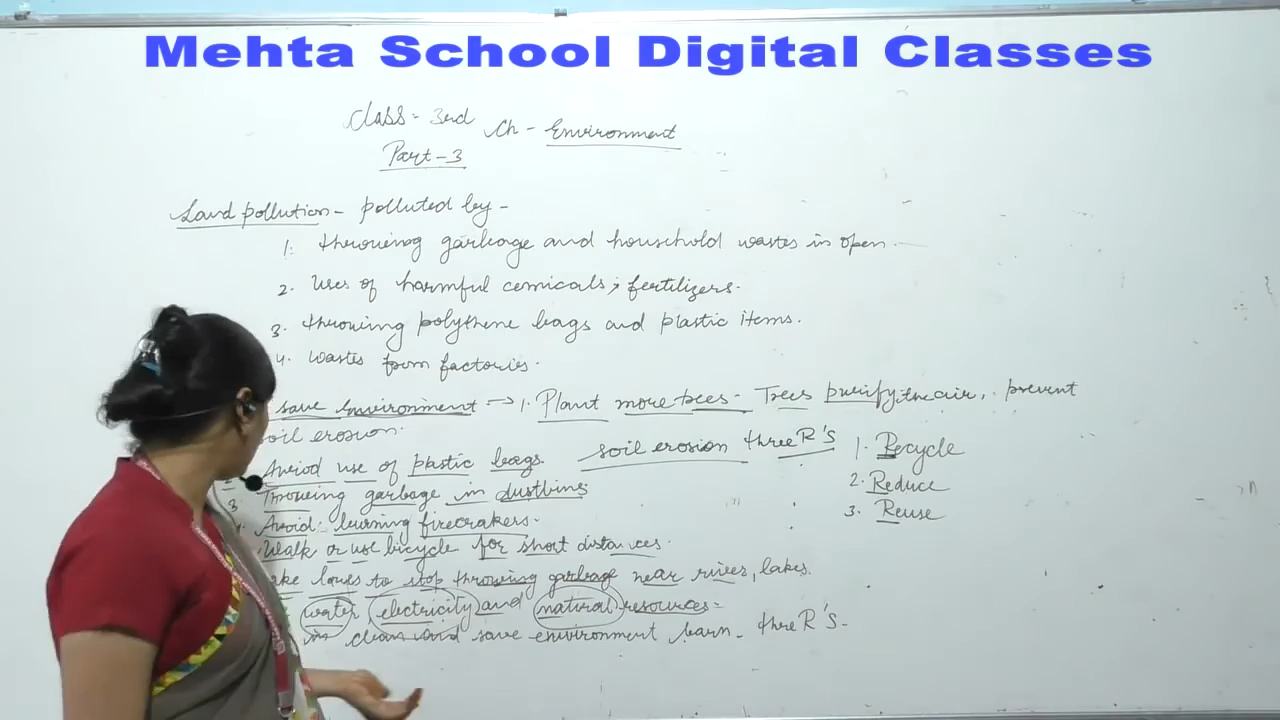 Mehta School Digital Classes
Class - 3rd Ch - Environment
Part - 3
Land pollution - polluted by -
1. throwing garbage and household wastes in open.
2. Uses of harmful cemicals, fertilizers.
3. throwing polythene bags and plastic items.
4. Wastes from factories.
save environment → 1. Plant more trees. Trees purify the air, prevent
soil erosion.
Avoid use of plastic bags. soil erosion three R'S
3 Throwing garbage in dustbins
Avoid burning firecrakers.
Walk or use bicycle for short distances.
laws to stop throwing garbage near rivers, lakes.
water electricity and natural resources.
clean and save environment learn - three R'S -
1. Recycle
2. Reduce
3. Reuse